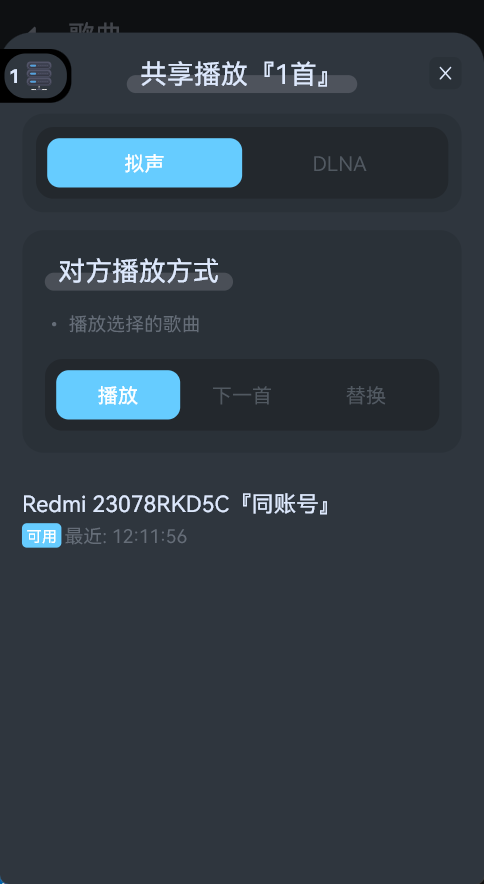 歌曲
1
共享播放『1首』
拟声
DLNA
对方播放方式
• 播放选择的歌曲
播放
下一首
替换
Redmi 23078RKD5C『同账号』
可用 最近: 12:11:56